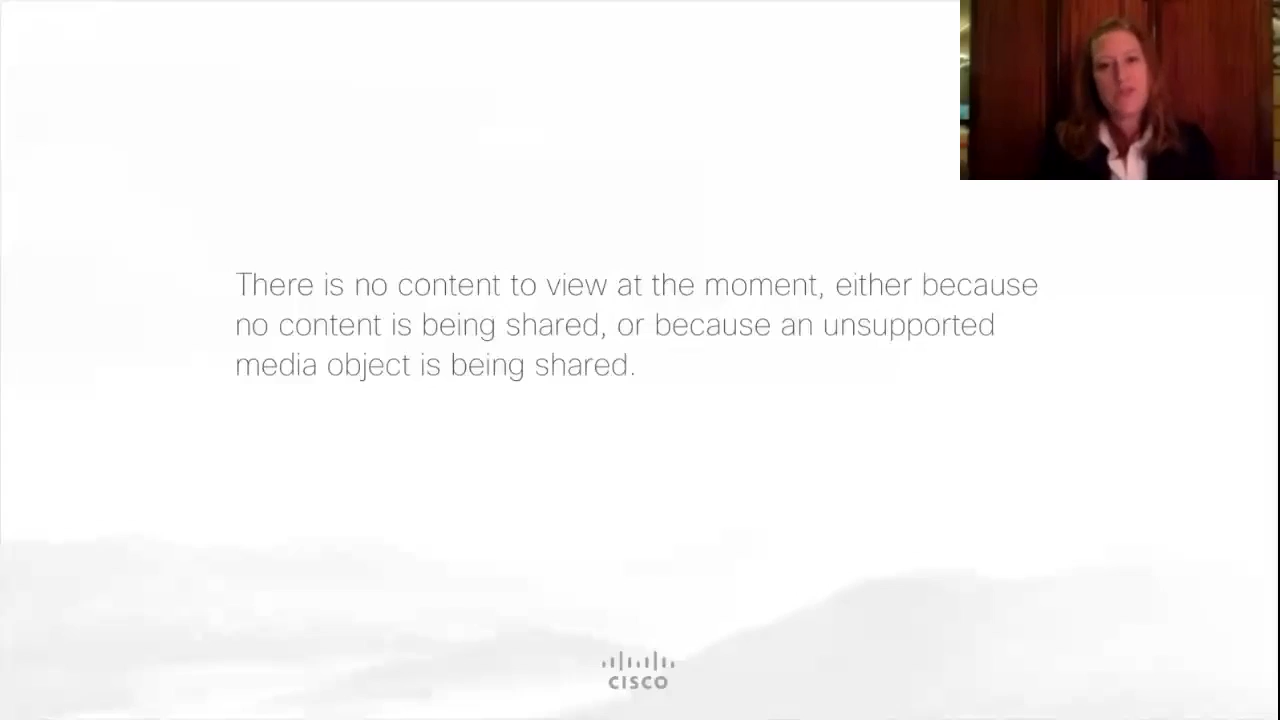 There is no content to view at the moment, either because
no content is being shared, or because an unsupported
media object is being shared.
CISCO